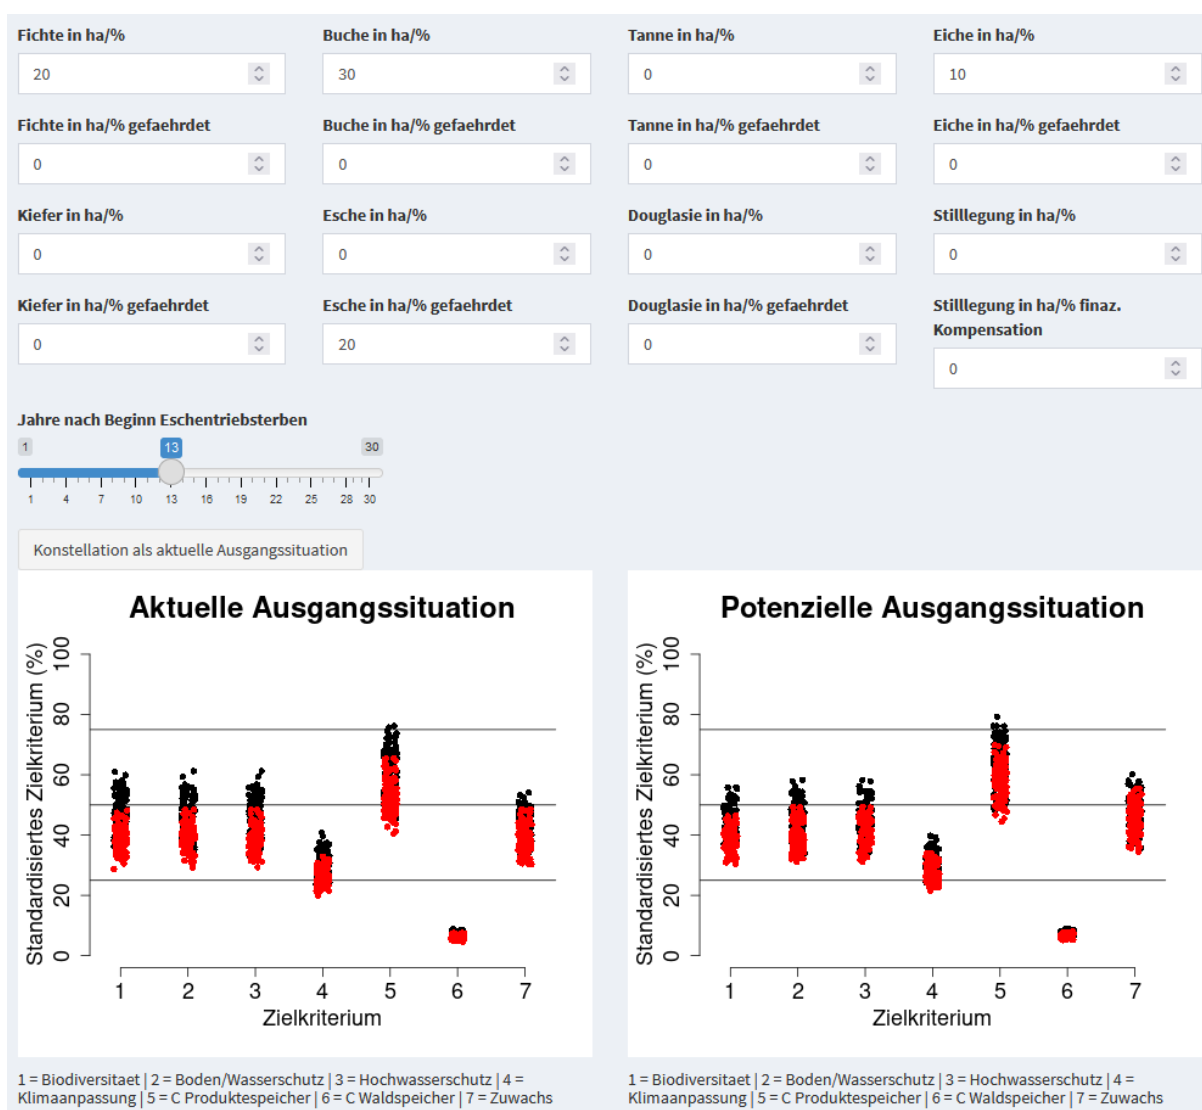 Fichte in ha/%
Buche in ha/%
Tanne in ha/%
Eiche in ha/%
20
30
0
10
Fichte in ha/% gefaehrdet
Buche in ha/% gefaehrdet
Tanne in ha/% gefaehrdet
Eiche in ha/% gefaehrdet
0
0
0
0
Kiefer in ha/%
Esche in ha/%
Douglasie in ha/%
Stilllegung in ha/%
0
0
0
0
Kiefer in ha/% gefaehrdet
Esche in ha/% gefaehrdet
Douglasie in ha/% gefaehrdet
Stilllegung in ha/% finaz.
Kompensation
0
20
0
0
Jahre nach Beginn Eschentriebsterben
1 13 30
1 4 7 10 13 16 19 22 25 28 30
Konstellation als aktuelle Ausgangssituation
Aktuelle Ausgangssituation
Standardisiertes Zielkriterium (%)
100
80
60
40
20
0
1 2 3 4 5 6 7
Zielkriterium
1 = Biodiversitaet | 2 = Boden/Wasserschutz | 3 = Hochwasserschutz | 4 =
Klimaanpassung | 5 = C Produktespeicher | 6 = C Waldspeicher | 7 = Zuwachs
Potenzielle Ausgangssituation
Standardisiertes Zielkriterium (%)
100
80
60
40
20
0
1 2 3 4 5 6 7
Zielkriterium
1 = Biodiversitaet | 2 = Boden/Wasserschutz | 3 = Hochwasserschutz | 4 =
Klimaanpassung | 5 = C Produktespeicher | 6 = C Waldspeicher | 7 = Zuwachs